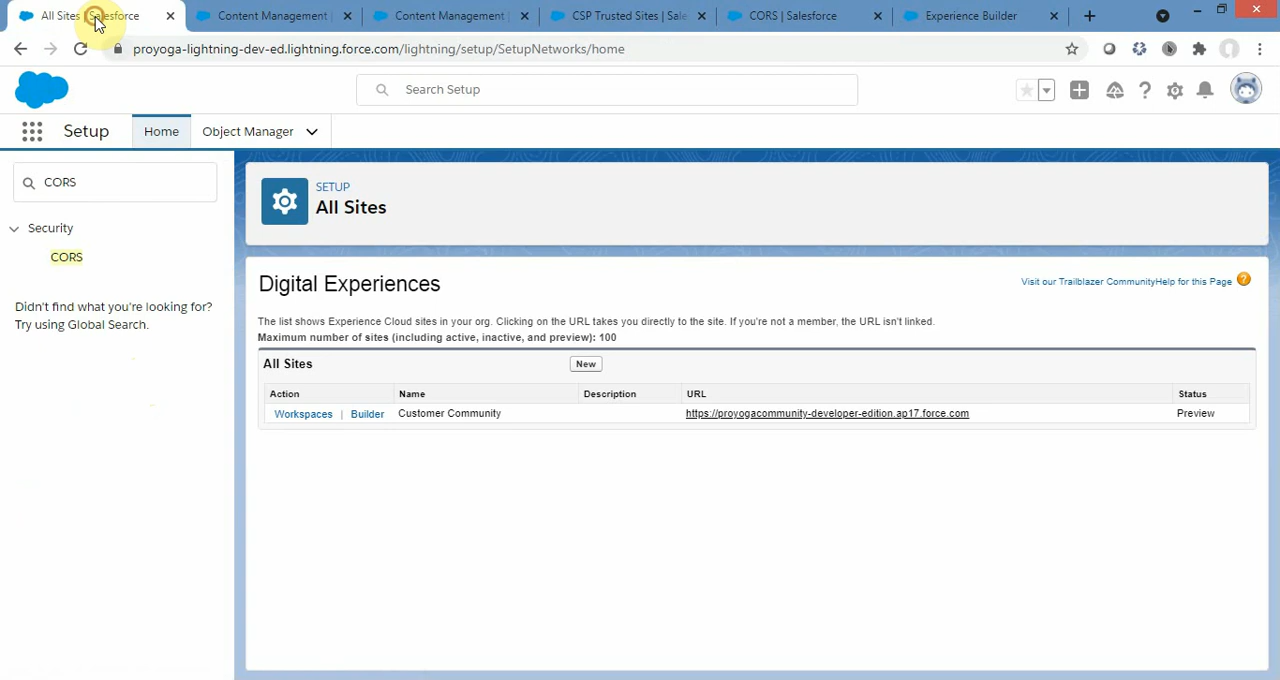 All Sites | Salesforce
Content Management
Content Management
CSP Trusted Sites | Sale
CORS | Salesforce
Experience Builder
proyoga-lightning-dev-ed.lightning.force.com/lightning/setup/SetupNetworks/home
Search Setup
Setup
Home
Object Manager
CORS
Security
CORS
Didn't find what you're looking for?
Try using Global Search.
SETUP
All Sites
Digital Experiences
Visit our Trailblazer Community Help for this Page
The list shows Experience Cloud sites in your org. Clicking on the URL takes you directly to the site. If you're not a member, the URL isn't linked.
Maximum number of sites (including active, inactive, and preview): 100
All Sites
New
Action
Name
Description
URL
Status
Workspaces | Builder
Customer Community
https://proyogacommunity-developer-edition.ap17.force.com
Preview